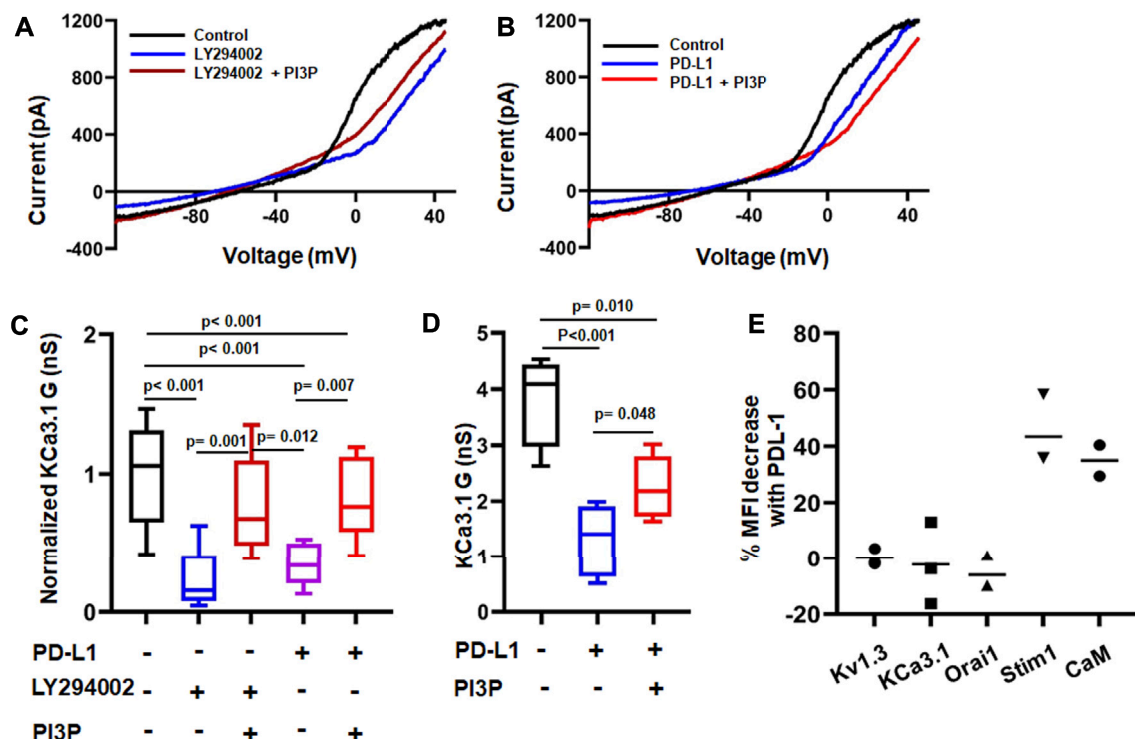 A
1200
800
400
0
-400
Current (pA)
-80
-40
0
40
Voltage (mV)
Control
LY294002
LY294002 + PI3P
B
1200
800
400
0
-400
Current (pA)
-80
-40
0
40
Voltage (mV)
Control
PD-L1
PD-L1 + PI3P
C
Normalized KCa3.1 G (nS)
2
1
0
p< 0.001
p< 0.001
p< 0.001
p= 0.007
p= 0.001
p= 0.012
PD-L1 - - - + +
LY294002 - + + - -
PI3P - - + - +
D
KCa3.1 G (nS)
5
4
3
2
1
0
p= 0.010
P<0.001
p= 0.048
PD-L1 - + +
PI3P - - +
E
% MFI decrease
with PDL-1
80
60
40
20
0
-20
Kv1.3
KCa3.1
Orai1
Stim1
CaM